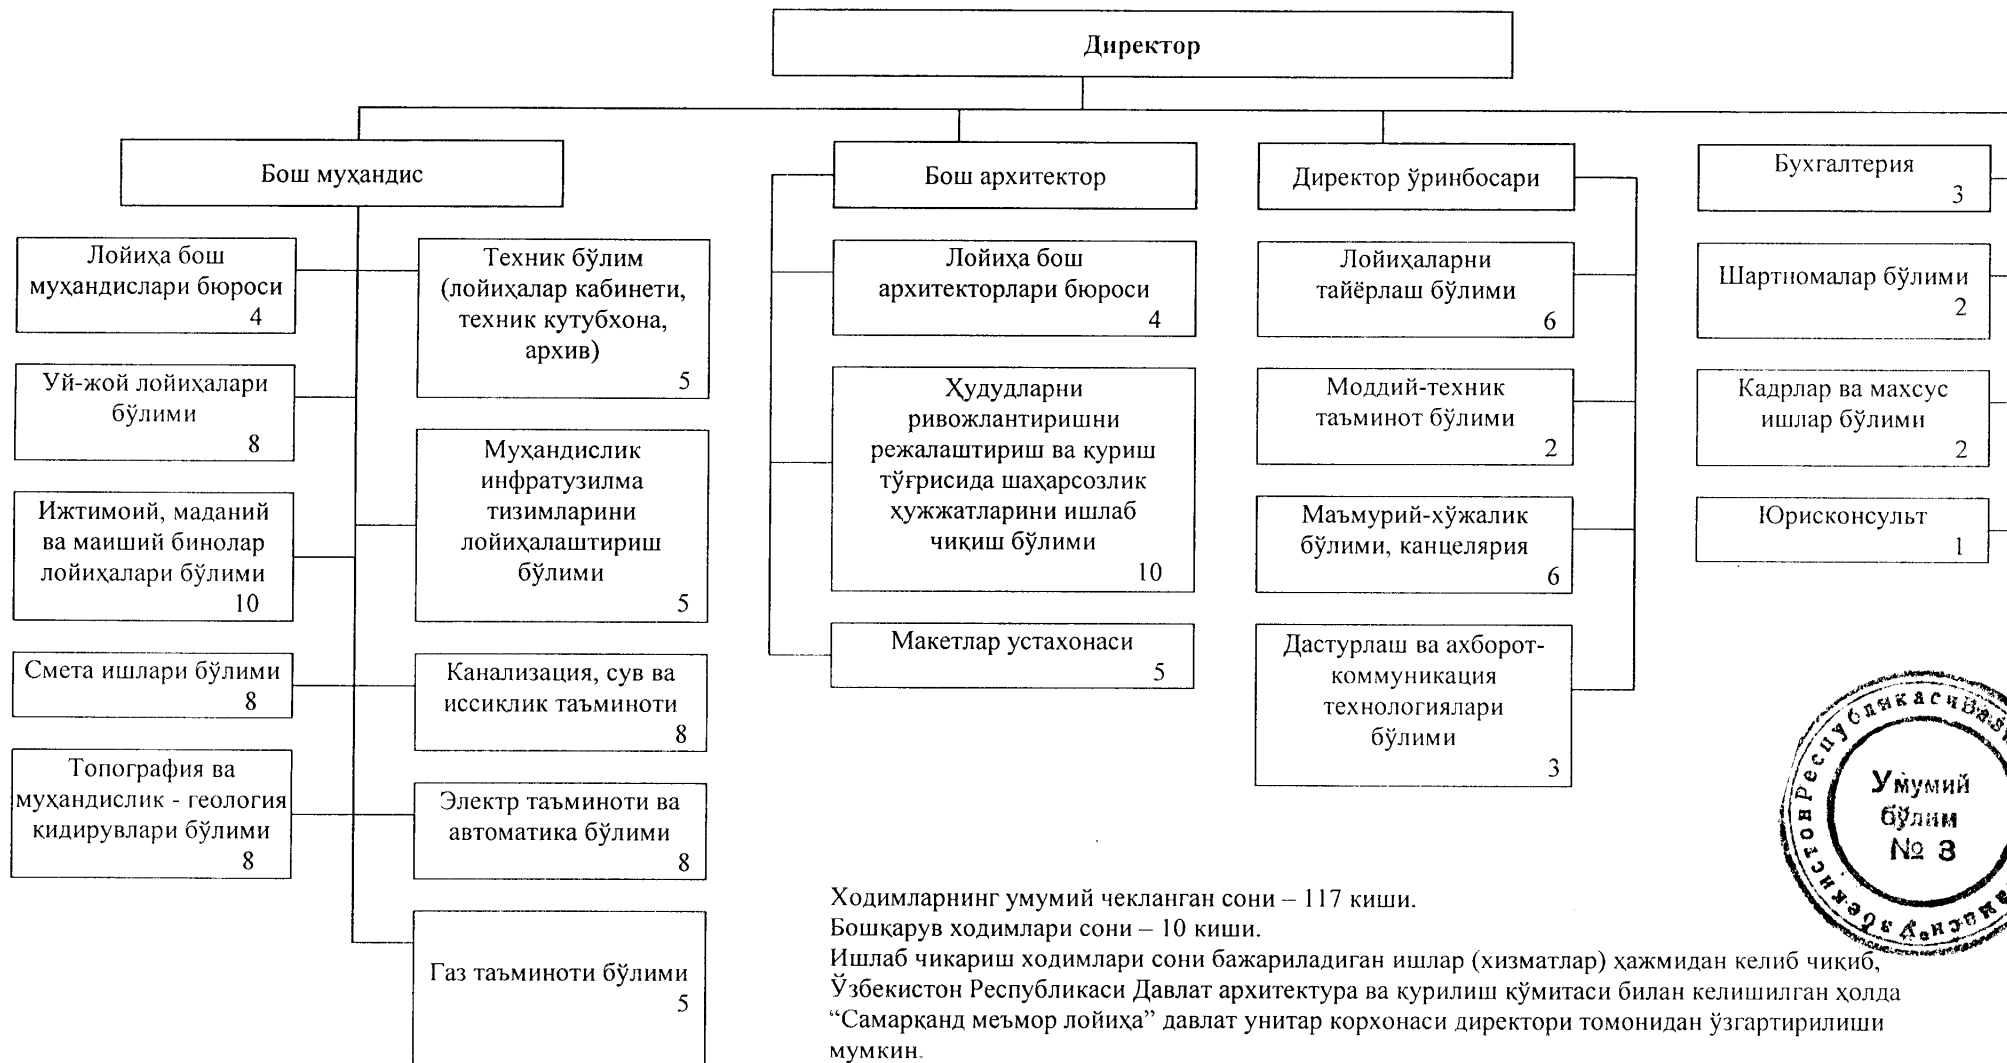 Директор
Бош муҳандис
Лойиҳа бош
муҳандислари бюроси
4
Уй-жой лойиҳалари
бўлими
8
Ижтимоий, маданий
ва маиший бинолар
лойиҳалари бўлими
10
Смета ишлари бўлими
8
Топография ва
муҳандислик - геология
қидирувлари бўлими
8
Техник бўлим
(лойиҳалар кабинети,
техник кутубхона,
архив)
5
Муҳандислик
инфратузилма
тизимларини
лойиҳалаштириш
бўлими
5
Канализация, сув ва
иссиқлик таъминоти
8
Электр таъминоти ва
автоматика бўлими
8
Газ таъминоти бўлими
5
Бош архитектор
Лойиҳа бош
архитекторлари бюроси
4
Ҳудудларни
ривожлантиришни
режалаштириш ва қуриш
тўғрисида шаҳарсозлик
ҳужжатларини ишлаб
чиқиш бўлими
10
Макетлар устахонаси
5
Директор ўринбосари
Лойиҳаларни
тайёрлаш бўлими
6
Моддий-техник
таъминот бўлими
2
Маъмурий-хўжалик
бўлими, канцелярия
6
Дастурлаш ва ахборот-
коммуникация
технологиялари
бўлими
3
Бухгалтерия
3
Шартномалар бўлими
2
Кадрлар ва махсус
ишлар бўлими
2
Юрисконсульт
1
Ходимларнинг умумий чекланган сони – 117 киши.
Бошқарув ходимлари сони – 10 киши.
Ишлаб чикариш ходимлари сони бажариладиган ишлар (хизматлар) ҳажмидан келиб чиқиб,
Ўзбекистон Республикаси Давлат архитектура ва қурилиш қўмитаси билан келишилган ҳолда
“Самарқанд меъмор лойиҳа” давлат унитар корхонаси директори томонидан ўзгартирилиши
мумкин.
Ўзбекистон Республикаси
Умумий
бўлим
№ 3